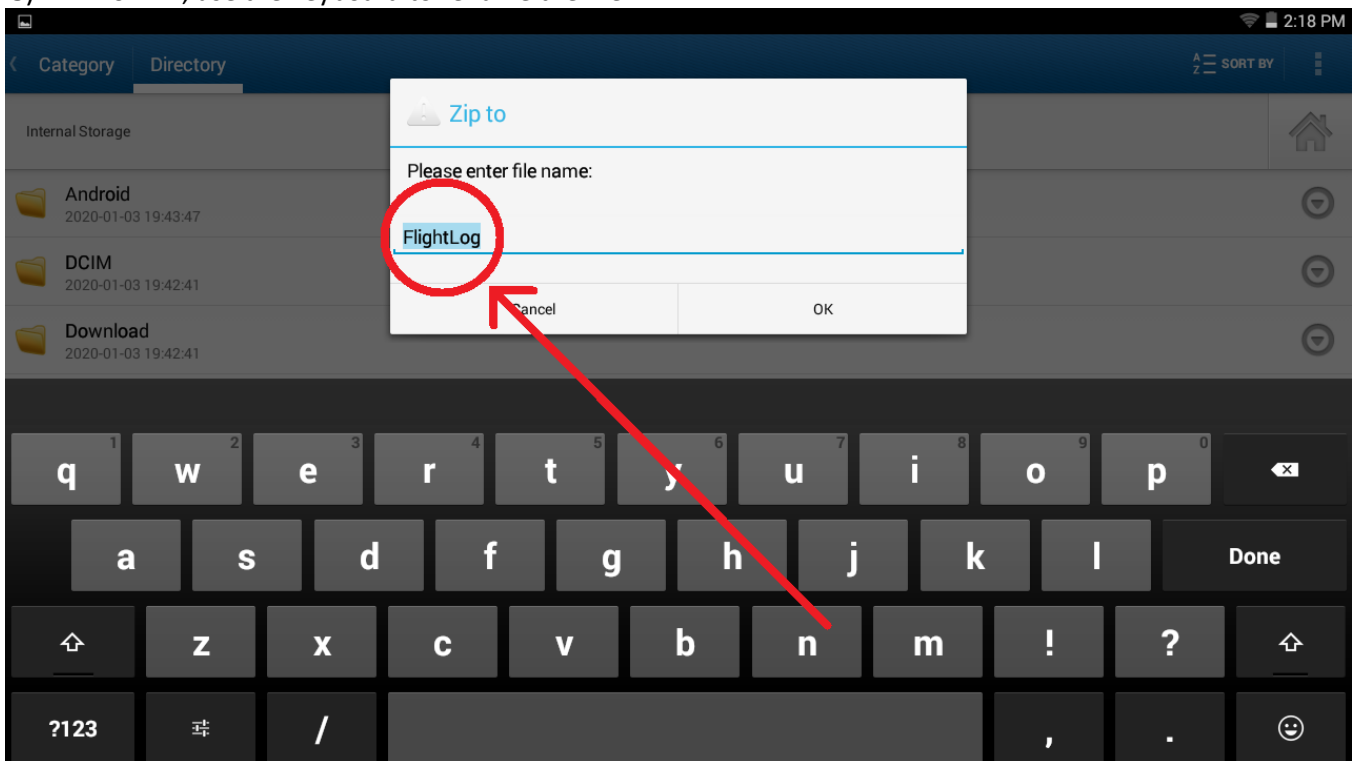 2:18 PM
Category Directory
A Z SORT BY
Internal Storage
Zip to
Please enter file name:
FlightLog
Cancel OK
Android
2020-01-03 19:43:47
DCIM
2020-01-03 19:42:41
Download
2020-01-03 19:42:41
q 1 w 2 e 3 r 4 t 5 y 6 u 7 i 8 o 9 p 0
a s d f g h j k l Done
z x c v b n m ! ?
?123 / , .